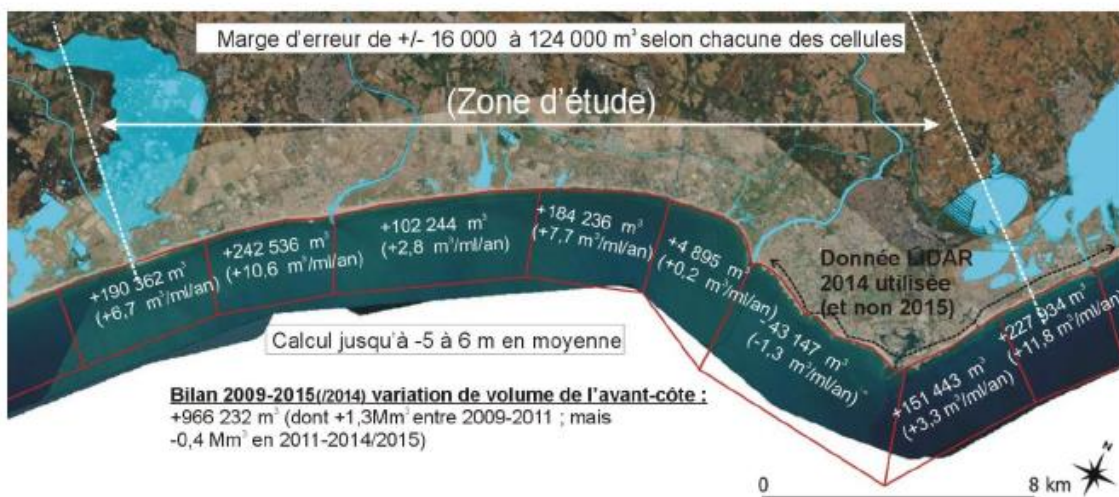 Marge d'erreur de +/- 16 000 à 124 000 m³ selon chacune des cellules
(Zone d'étude)
+190 362 m³
(+6,7 m³/ml/an)
+242 536 m³
(+10,6 m³/ml/an)
+102 244 m³
(+2,8 m³/ml/an)
+184 236 m³
(+7,7 m³/ml/an)
+4 895 m³
(+0,2 m³/ml/an)
- 43 147 m³
(-1,3 m³/ml/an)
+151 443 m³
(+3,3 m³/ml/an)
+227 934 m³
(+11,8 m³/ml/an)
Donnée LIDAR
2014 utilisée
(et non 2015)
Calcul jusqu'à -5 à 6 m en moyenne
Bilan 2009-2015(/2014) variation de volume de l'avant-côte :
+966 232 m³ (dont +1,3Mm³ entre 2009-2011 ; mais
-0,4 Mm³ en 2011-2014/2015)
0 8 km
N